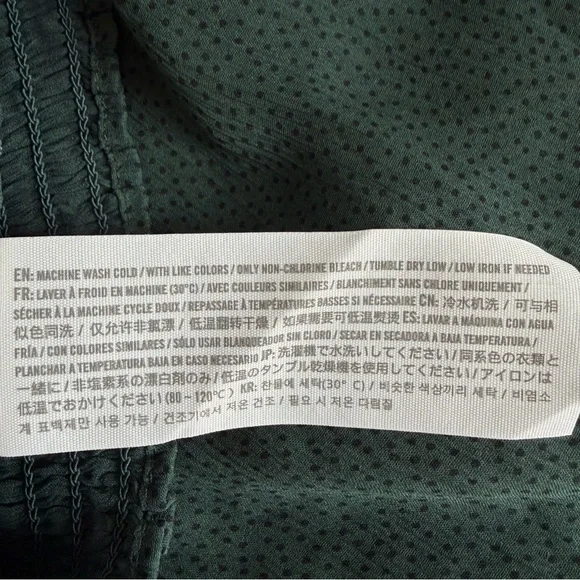 EN: MACHINE WASH COLD / WITH LIKE COLORS / ONLY NON-CHLORINE BLEACH / TUMBLE DRY LOW / LOW IRON IF NEEDED
FR: LAVER À FROID EN MACHINE (30°C) / AVEC COULEURS SIMILAIRES / BLANCHIMENT SANS CHLORE UNIQUEMENT /
SÉCHER À LA MACHINE CYCLE DOUX / REPASSAGE À TEMPÉRATURES BASSES SI NÉCESSAIRE CN: 冷水机洗 / 可与相
似色同洗 / 仅允许非氯漂 / 低温翻转干燥 / 如果需要可低温熨烫 ES: LAVAR A MÁQUINA CON AGUA
FRÍA / CON COLORES SIMILARES / SÓLO USAR BLANQUEADOR SIN CLORO / SECAR EN SECADORA A BAJA TEMPERATURA /
PLANCHAR A TEMPERATURA BAJA EN CASO NECESARIO JP: 洗濯機で水洗いしてください / 同系色の衣類と
一緒に / 非塩素系の漂白剤のみ / 低温のタンブル乾燥機を使用してください / アイロンは
低温でおかけください (80 ~ 120℃) KR: 찬물에 세탁(30° C) / 비슷한 색상끼리 세탁 / 비염소
계 표백제만 사용 가능 / 건조기에서 저온 건조 / 필요 시 저온 다림질